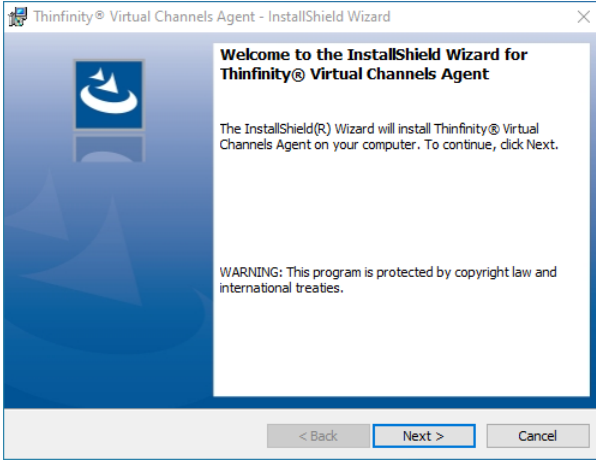 Thinfinity® Virtual Channels Agent - InstallShield Wizard
Welcome to the InstallShield Wizard for
Thinfinity® Virtual Channels Agent
The InstallShield(R) Wizard will install Thinfinity® Virtual
Channels Agent on your computer. To continue, click Next.
WARNING: This program is protected by copyright law and
international treaties.
< Back
Next >
Cancel